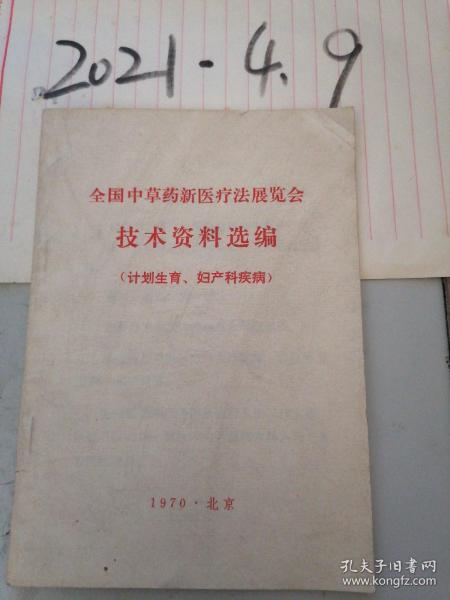 2021-4.9
全国中草药新医疗法展览会
技术资料选编
(计划生育、妇产科疾病)
1970·北京
孔夫子旧书网
www.kongfz.com